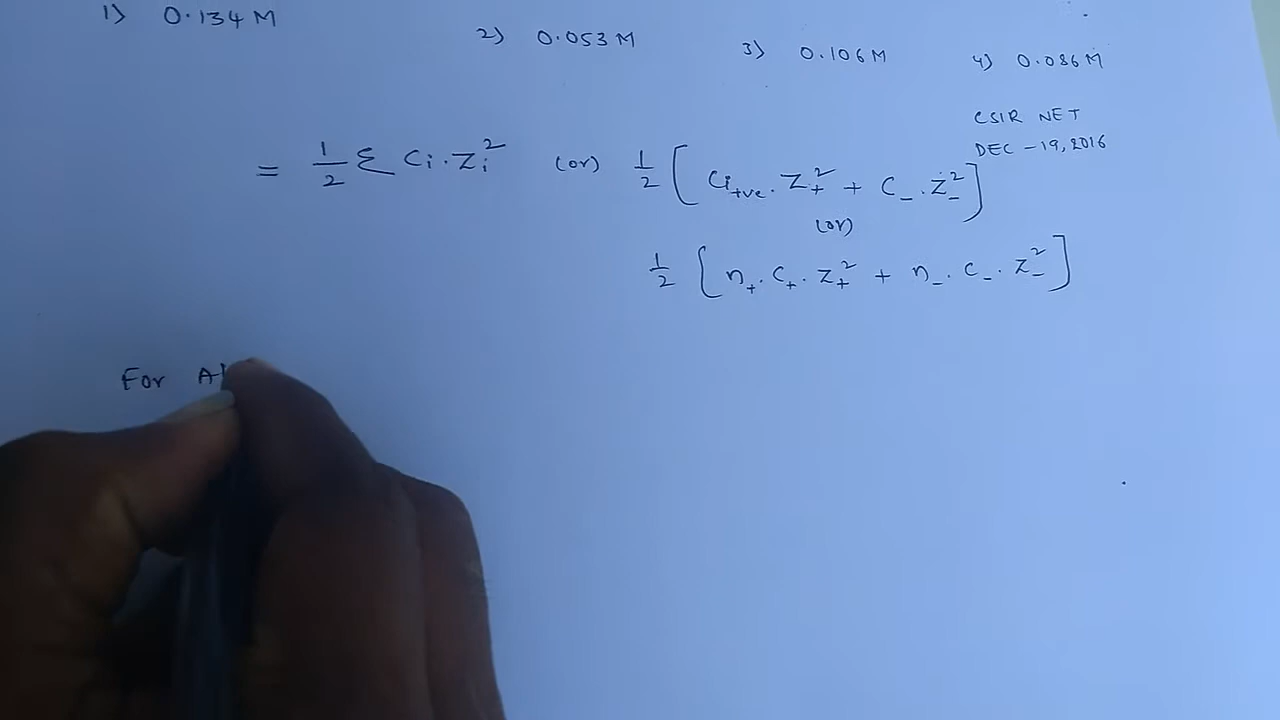 1) 0.134 M 2) 0.053 M 3) 0.106 M 4) 0.086 M
CSIR NET
DEC - 19, 2016
= 1/2 Σ Ci . Zi² (or) 1/2 [ Ci+ve . Z+² + C- . Z-² ]
(or)
1/2 [ n+ . C+ . Z+² + n- . C- . Z-² ]
For Al